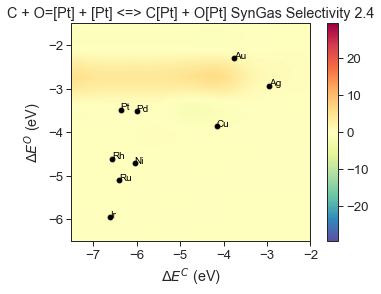 C + O=[Pt] + [Pt] <=> C[Pt] + O[Pt] SynGas Selectivity 2.4
−2
−3
−4
−5
−6
ΔE^O (eV)
Au
Ag
Pt
Pd
Cu
Rh
Ni
Ru
Ir
−7
−6
−5
−4
−3
−2
ΔE^C (eV)
20
10
0
−10
−20